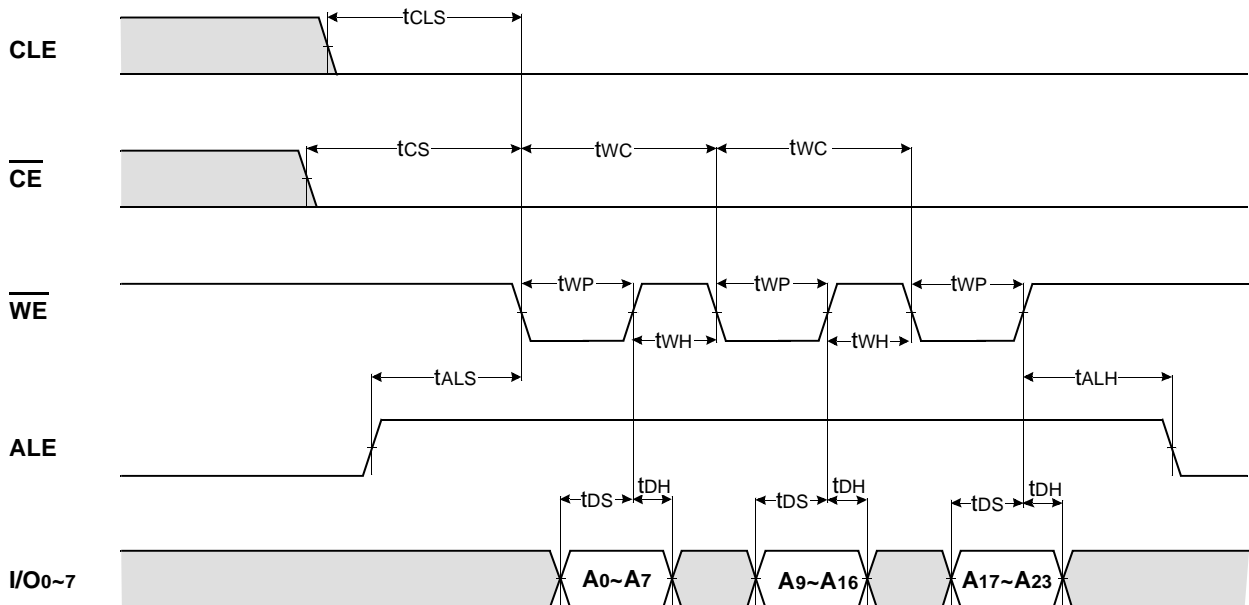 CLE
tCLS
CE
tCS
tWC
tWC
WE
tWP
tWP
tWP
tWH
tWH
tALS
tALH
ALE
tDS
tDH
tDS
tDH
tDS
tDH
I/O0~7
A0~A7
A9~A16
A17~A23